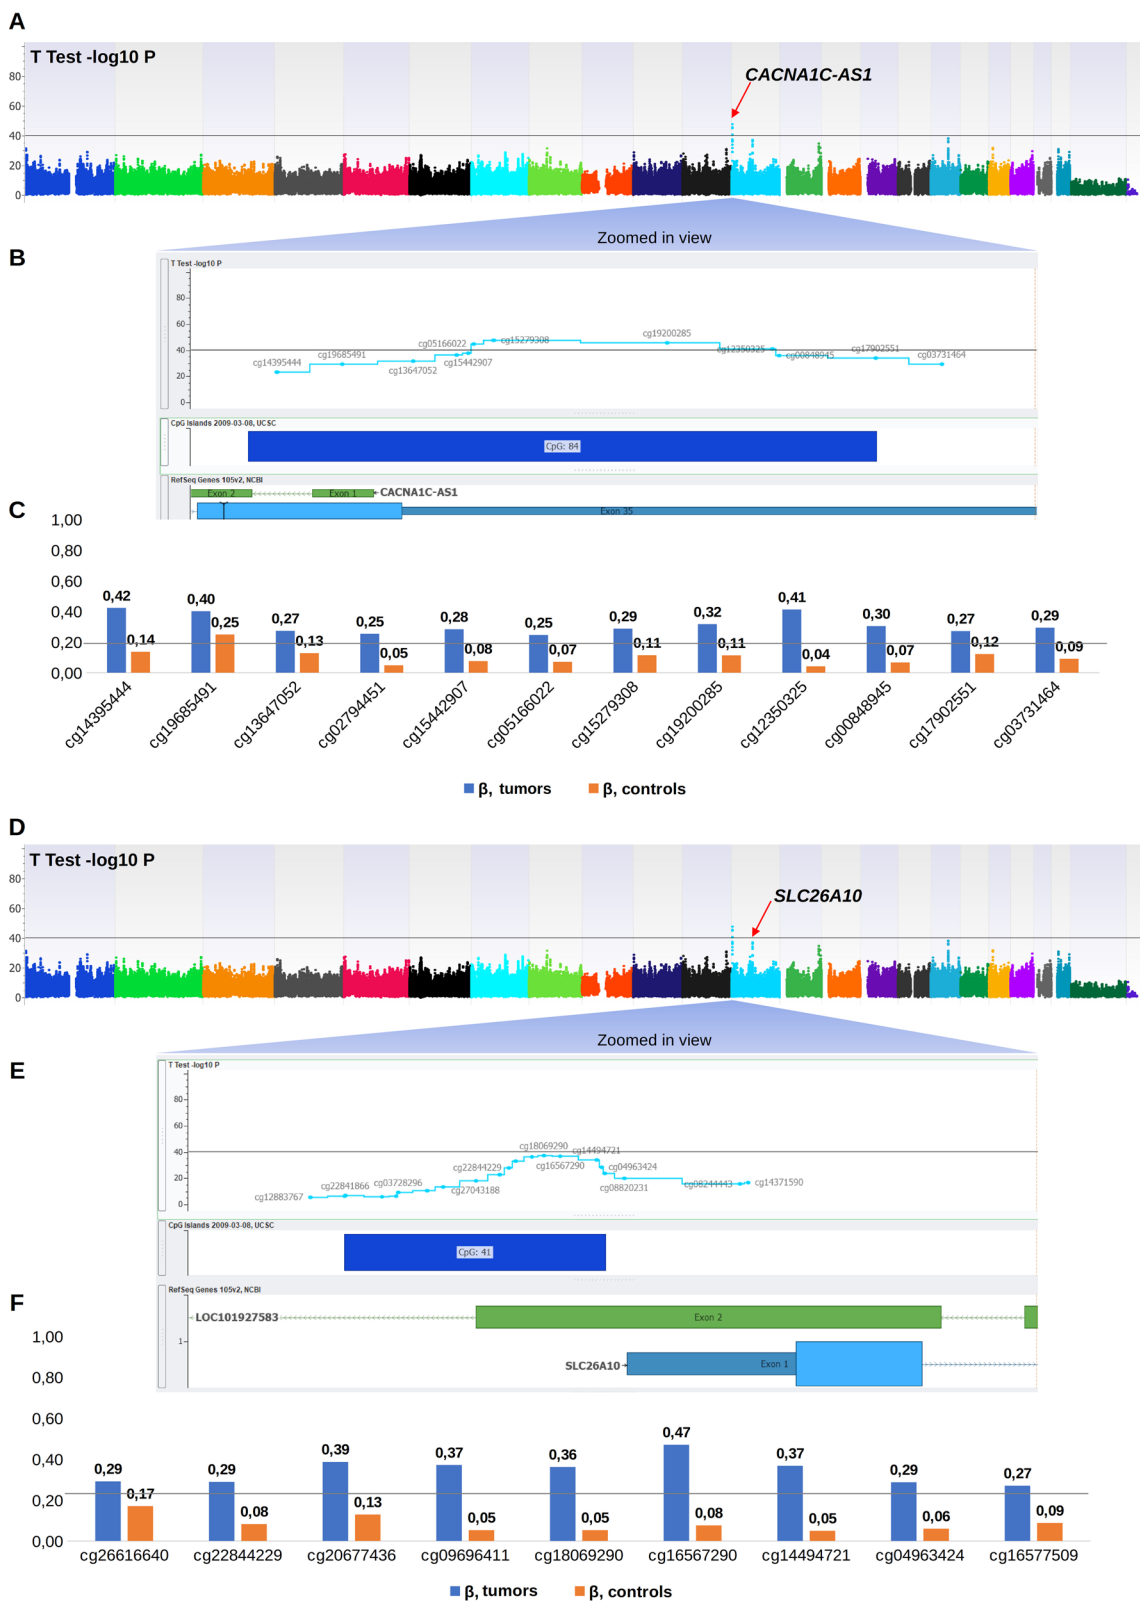 A
T Test -log10 P
CACNA1C-AS1
80
60
40
20
0
Zoomed in view
B
T Test -log10 P
80
60
40
20
0
cg14395444
cg19685491
cg13647052
cg05166022
cg15442907
cg15279308
cg19200285
cg12350325
cg00848945
cg17902551
cg03731464
CpG Islands 2009-03-08, UCSC
CpG: 84
RefSeq Genes 105v2, NCBI
Exon 2
Exon 1
CACNA1C-AS1
Exon 35
C
1,00
0,80
0,60
0,40
0,20
0,00
0,42
0,14
0,40
0,25
0,27
0,13
0,25
0,05
0,28
0,08
0,25
0,07
0,29
0,11
0,32
0,11
0,41
0,04
0,30
0,07
0,27
0,12
0,29
0,09
cg14395444
cg19685491
cg13647052
cg02794451
cg15442907
cg05166022
cg15279308
cg19200285
cg12350325
cg00848945
cg17902551
cg03731464
β, tumors
β, controls
D
T Test -log10 P
SLC26A10
80
60
40
20
0
Zoomed in view
E
T Test -log10 P
80
60
40
20
0
cg12883767
cg22841866
cg03728296
cg22844229
cg27043188
cg18069290
cg16567290
cg14494721
cg04963424
cg08820231
cg08244443
cg14371590
CpG Islands 2009-03-08, UCSC
CpG: 41
RefSeq Genes 105v2, NCBI
LOC101927583
Exon 2
1
SLC26A10
Exon 1
F
1,00
0,80
0,60
0,40
0,20
0,00
0,29
0,17
0,29
0,08
0,39
0,13
0,37
0,05
0,36
0,05
0,47
0,08
0,37
0,05
0,29
0,06
0,27
0,09
cg26616640
cg22844229
cg20677436
cg09696411
cg18069290
cg16567290
cg14494721
cg04963424
cg16577509
β, tumors
β, controls